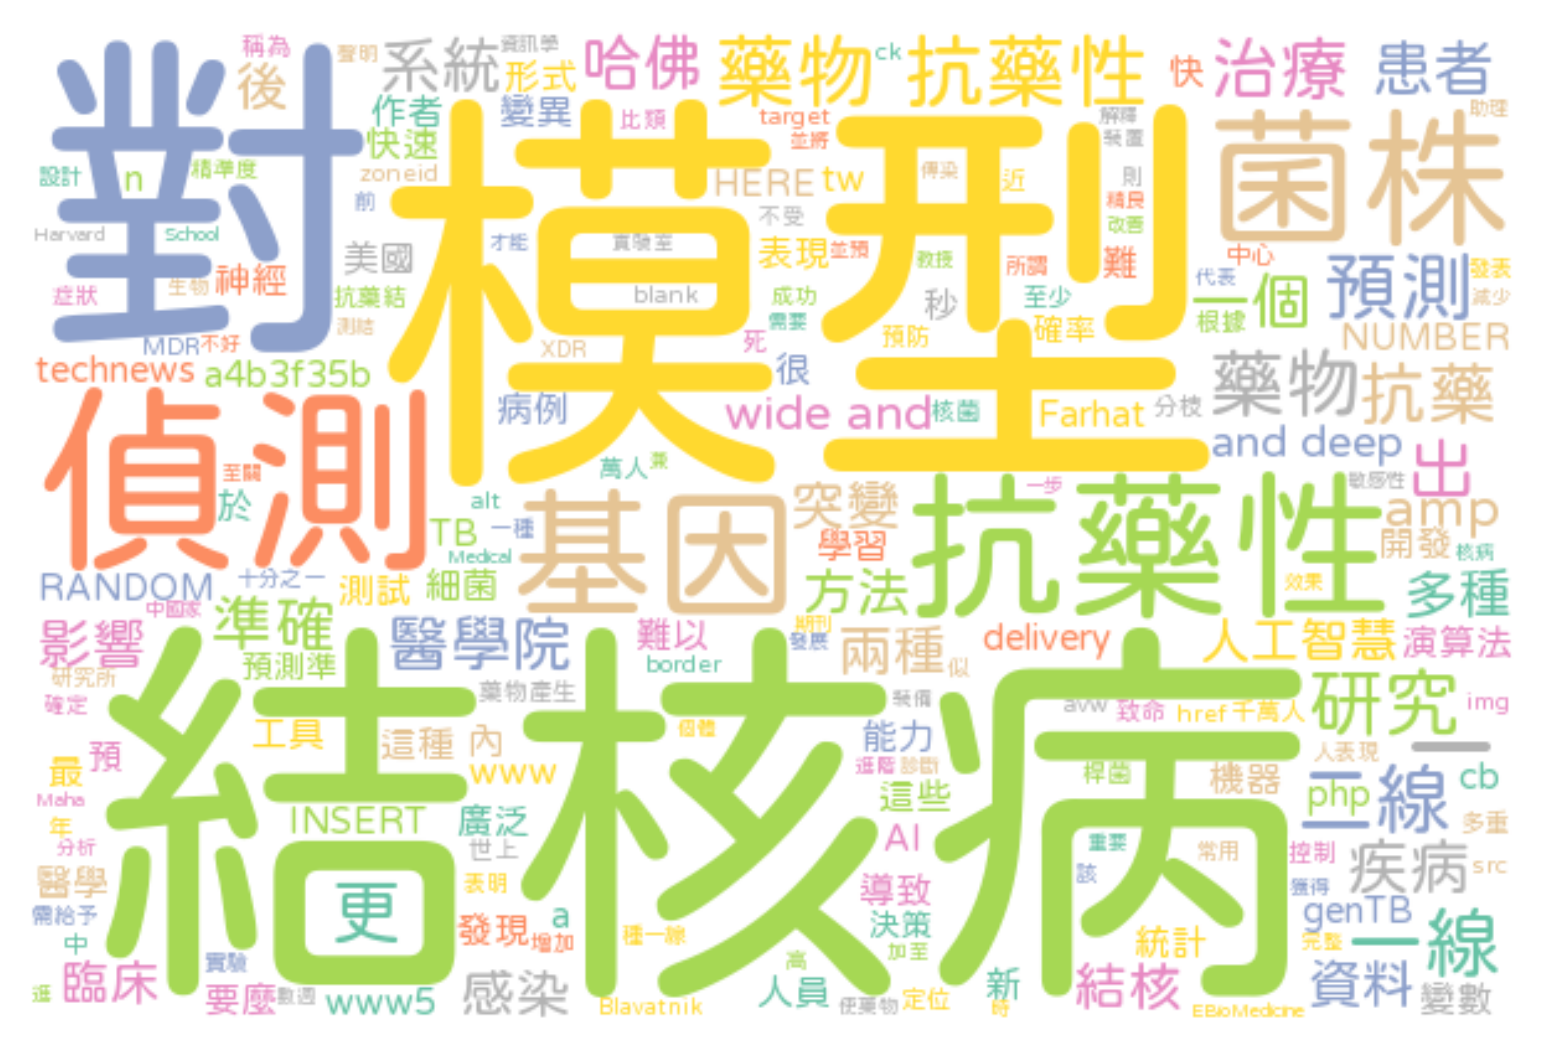 稱為
聲明
系統
資訊學
哈佛
藥物
ck
抗藥性
快
治療
患者
對
後
形式
作者
變異
比類
target
並將
解釋
裝置
助理
模型
菌株
快速
設計
n
精準度
zoneid
前
HERE
tw
傳染
近
則
精良
改善
Harvard
School
美國
才能
實驗室
不受
表現
並預
教授
所謂
難
中心
預測
發表
症狀
生物
神經
抗藥結
測結
blank
成功
需要
秒
至少
代表
一個
根據
減少
MDR
不好
XDR
死
預防
確率
NUMBER
technews
a4b3f35b
病例
很
wide and
核菌
Farhat
分枝
藥物
抗藥
偵測
至關
於
萬人
兼
and deep
出
敏感性
alt
TB
一種
Medical
基因
突變
學習
一步
抗藥性
amp
開發
核病
RANDOM
十分之一
測試
細菌
方法
效果
多種
中國家
準確
影響
醫學院
難以
期刊
發展
兩種
似
delivery
人工智慧
演算法
研究所
預測準
border
結核病
確定
藥物產生
裝備
avw
致命
href
千萬人
研究
img
工具
這種
內
個體
能力
進階
診斷
人表現
一
最
預
www
桿菌
機器
二線
cb
Maha
年
INSERT
廣泛
這些
php
多重
分析
世上
AI
重要
常用
控制
疾病
src
醫學
更
表明
導致
該
獲得
需給予
中
發現
增加
a
種一線
決策
加至
genTB
統計
完整
一線
實驗
高
進
臨床
要麼
數週
www5
感染
Blavatnik
人員
使藥物
定位
新
時
結核
EBioMedicine
資料
變數